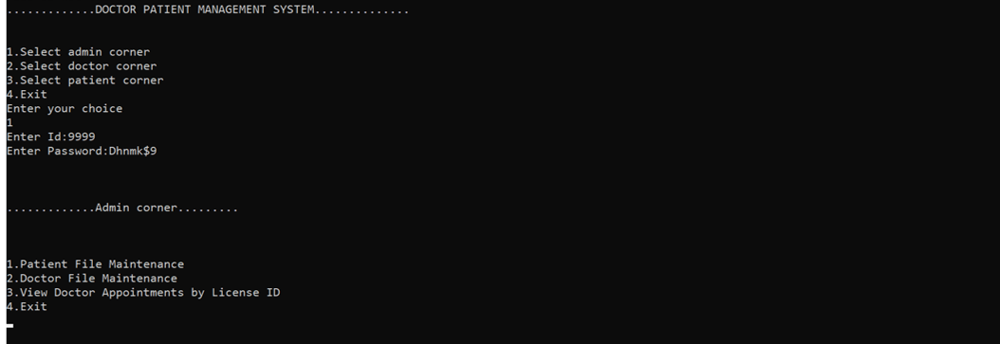 .............DOCTOR PATIENT MANAGEMENT SYSTEM..............
1.Select admin corner
2.Select doctor corner
3.Select patient corner
4.Exit
Enter your choice
1
Enter Id:9999
Enter Password:Dhnmk$9
.............Admin corner.........
1.Patient File Maintenance
2.Doctor File Maintenance
3.View Doctor Appointments by License ID
4.Exit